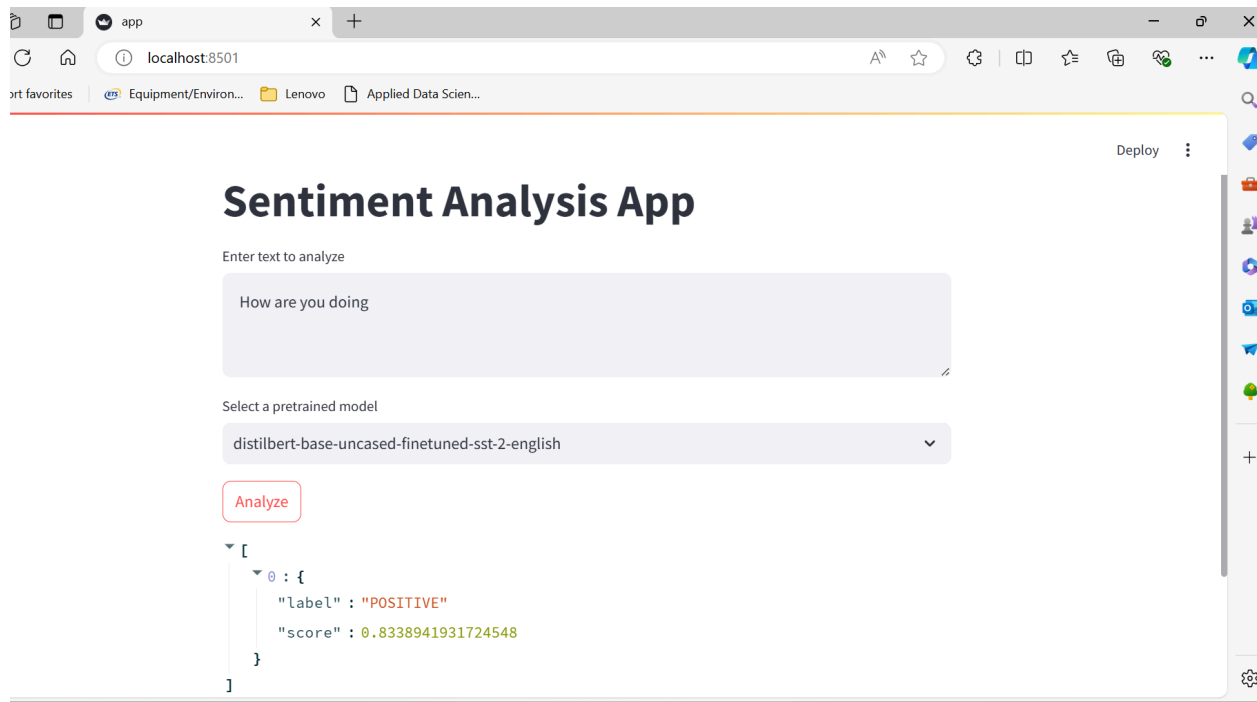 app
localhost:8501
ort favorites
ETS Equipment/Environ... Lenovo Applied Data Scien...
Deploy
Sentiment Analysis App
Enter text to analyze
How are you doing
Select a pretrained model
distilbert-base-uncased-finetuned-sst-2-english
Analyze
[
0 : {
"label" : "POSITIVE"
"score" : 0.8338941931724548
}
]